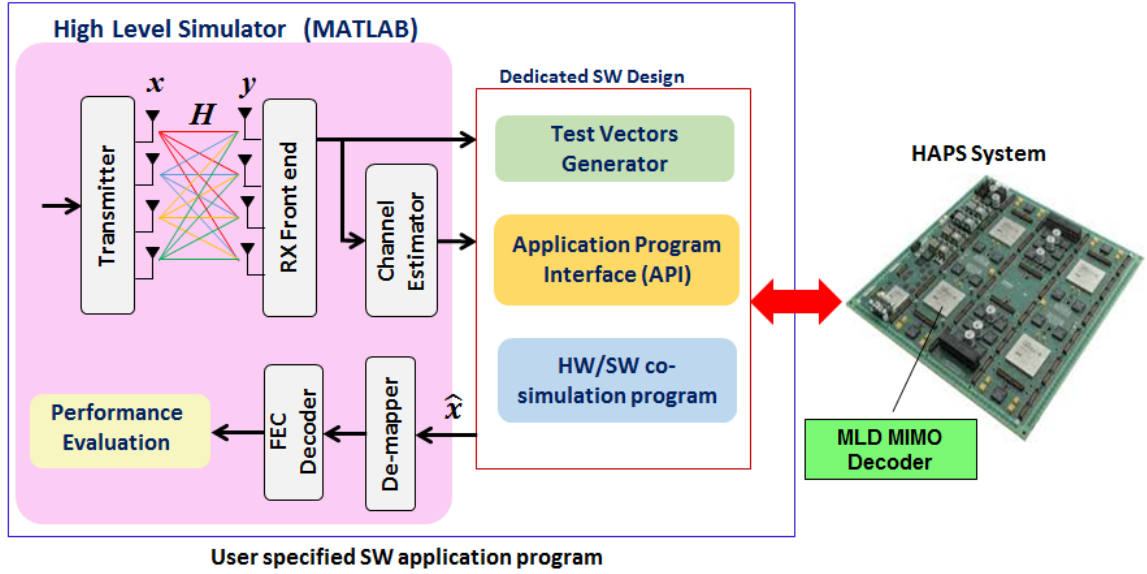 High Level Simulator (MATLAB)
x
H
y
Transmitter
RX Front end
Channel
Estimator
Dedicated SW Design
Test Vectors
Generator
Application Program
Interface (API)
HW/SW co-
simulation program
HAPS System
MLD MIMO
Decoder
x̂
De-mapper
FEC
Decoder
Performance
Evaluation
User specified SW application program